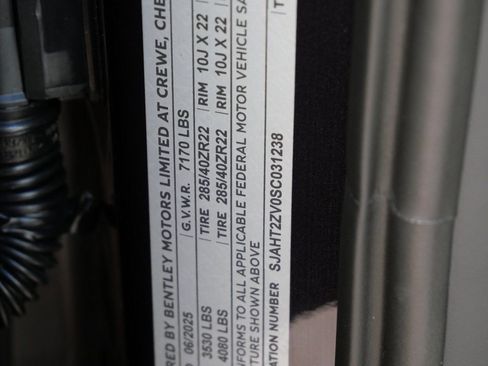 RED BY BENTLEY MOTORS LIMITED AT CREWE, CHE
06/2025 G.V.W.R. 7170 LBS
3530 LBS TIRE 285/40ZR22 RIM 10J X 22
4080 LBS TIRE 285/40ZR22 RIM 10J X 22
NFORMS TO ALL APPLICABLE FEDERAL MOTOR VEHICLE SA
TURE SHOWN ABOVE
ATION NUMBER SJAHT2ZV0SC031238 T